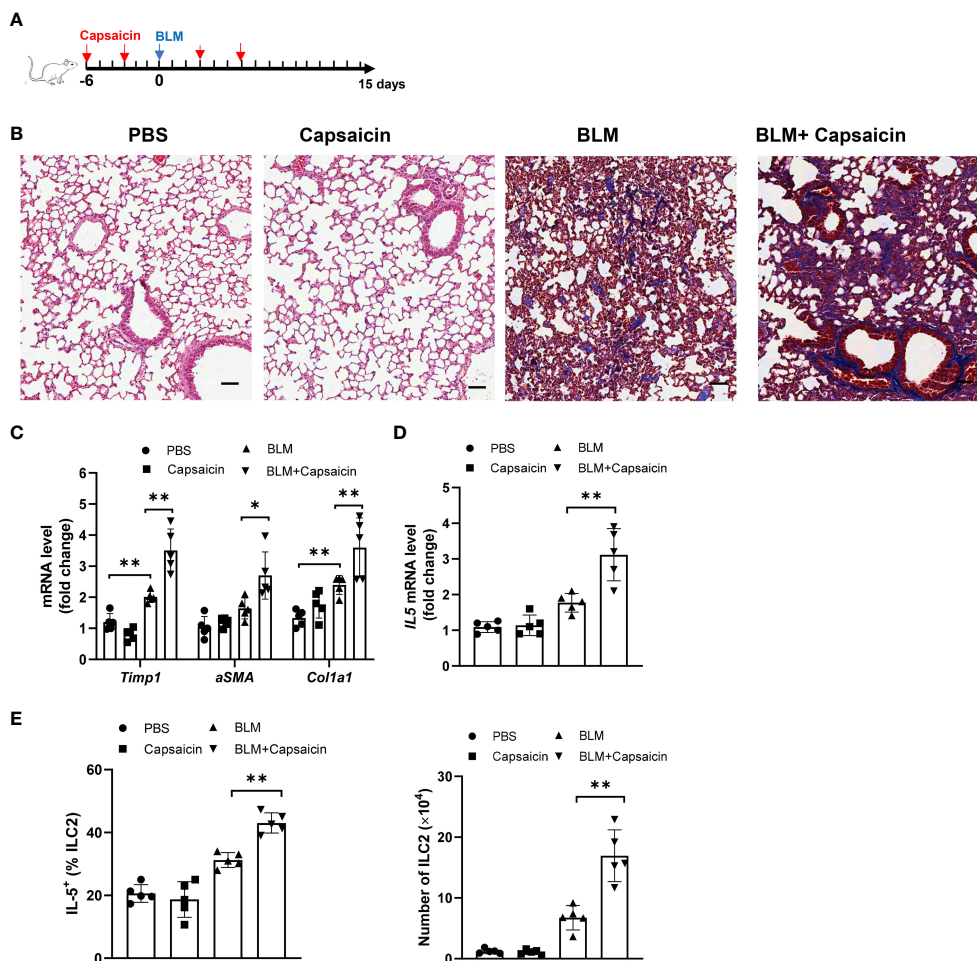 A
Capsaicin BLM
-6 0 15 days
B PBS Capsaicin BLM BLM+ Capsaicin
C
PBS BLM
Capsaicin BLM+Capsaicin
mRNA level
(fold change)
6
5
4
3
2
1
0
** ** * ** **
Timp1 aSMA Col1a1
D
PBS BLM
Capsaicin BLM+Capsaicin
IL5 mRNA level
(fold change)
5
4
3
2
1
0
**
E
PBS BLM
Capsaicin BLM+Capsaicin
IL-5⁺ (% ILC2)
60
40
20
0
**
PBS BLM
Capsaicin BLM+Capsaicin
Number of ILC2 (×10⁴)
30
20
10
0
**